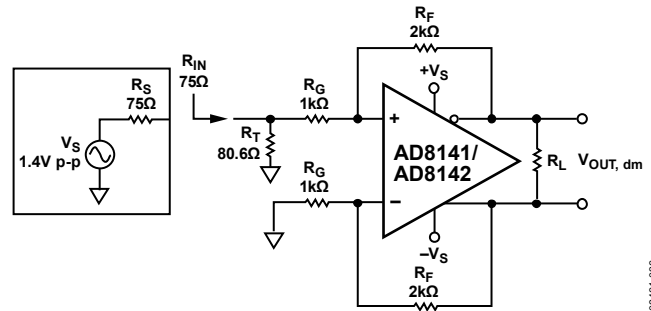 R_F
2kΩ
R_IN
75Ω
R_S
75Ω
V_S
1.4V p-p
R_T
80.6Ω
R_G
1kΩ
+V_S
+
AD8141/
AD8142
−
R_L
V_OUT, dm
R_G
1kΩ
−V_S
R_F
2kΩ